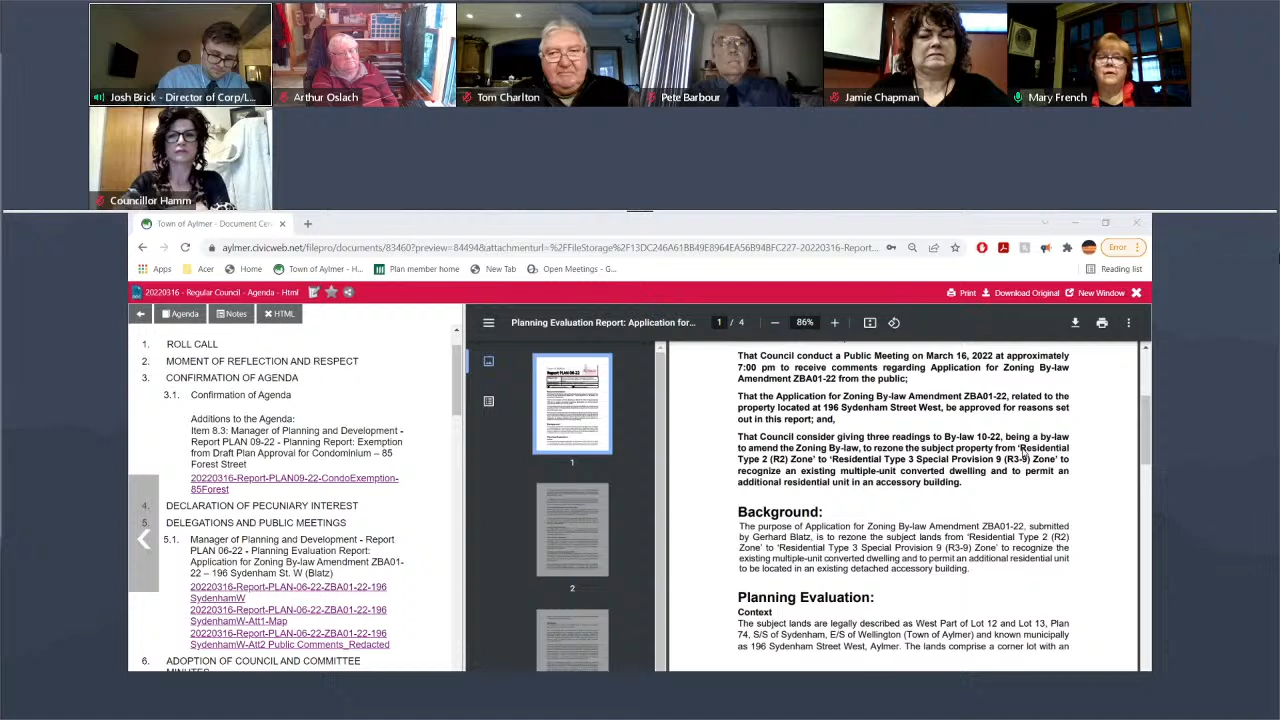 Josh Brick - Director of Corp/L...
Arthur Oslach
Tom Charlton
Pete Barbour
Jamie Chapman
Mary French
Councillor Hamm
Town of Aylmer - Document Cen
aylmer.civicweb.net/filepro/documents/83460?preview=84494&attachmenturl=%2FFileStorage%2F13DC246A61BB49E8964EA56B94BFC227-20220316-Report...
Error
Apps
Acer
Home
Town of Aylmer - H...
Plan member home
New Tab
Open Meetings - G...
Reading list
20220316 - Regular Council - Agenda - Html
Print
Download Original
New Window
Agenda
Notes
HTML
Planning Evaluation Report: Application for...
1 / 4
86%
1. ROLL CALL
2. MOMENT OF REFLECTION AND RESPECT
3. CONFIRMATION OF AGENDA
3.1. Confirmation of Agenda
Additions to the Agenda:
Item 8.3: Manager of Planning and Development -
Report PLAN 09-22 - Planning Report: Exemption
from Draft Plan Approval for Condominium – 85
Forest Street
20220316-Report-PLAN09-22-CondoExemption-
85Forest
4. DECLARATION OF PECUNIARY INTEREST
5. DELEGATIONS AND PUBLIC MEETINGS
5.1. Manager of Planning and Development - Report
PLAN 06-22 - Planning Evaluation Report:
Application for Zoning By-law Amendment ZBA01-
22 – 196 Sydenham St. W (Blatz)
20220316-Report-PLAN-06-22-ZBA01-22-196
SydenhamW
20220316-Report-PLAN-06-22-ZBA01-22-196
SydenhamW-Att1-Map
20220316-Report-PLAN-06-22-ZBA01-22-196
SydenhamW-Att2 Public Comments_Redacted
6. ADOPTION OF COUNCIL AND COMMITTEE
MINUTES
1
2
That Council conduct a Public Meeting on March 16, 2022 at approximately
7:00 pm to receive comments regarding Application for Zoning By-law
Amendment ZBA01-22 from the public;
That the Application for Zoning By-law Amendment ZBA01-22, related to the
property located at 196 Sydenham Street West, be approved for reasons set
out in this report; and,
That Council consider giving three readings to By-law 10-22, being a by-law
to amend the Zoning By-law, to rezone the subject property from 'Residential
Type 2 (R2) Zone' to 'Residential Type 3 Special Provision 9 (R3-9) Zone' to
recognize an existing multiple-unit converted dwelling and to permit an
additional residential unit in an accessory building.
Background:
The purpose of Application for Zoning By-law Amendment ZBA01-22, submitted
by Gerhard Blatz, is to rezone the subject lands from 'Residential Type 2 (R2)
Zone' to 'Residential Type 3 Special Provision 9 (R3-9) Zone' to recognize the
existing multiple-unit converted dwelling and to permit an additional residential unit
to be located in an existing detached accessory building.
Planning Evaluation:
Context
The subject lands are legally described as West Part of Lot 12 and Lot 13, Plan
74, S/S of Sydenham, E/S of Wellington (Town of Aylmer) and known municipally
as 196 Sydenham Street West, Aylmer. The lands comprise a corner lot with an